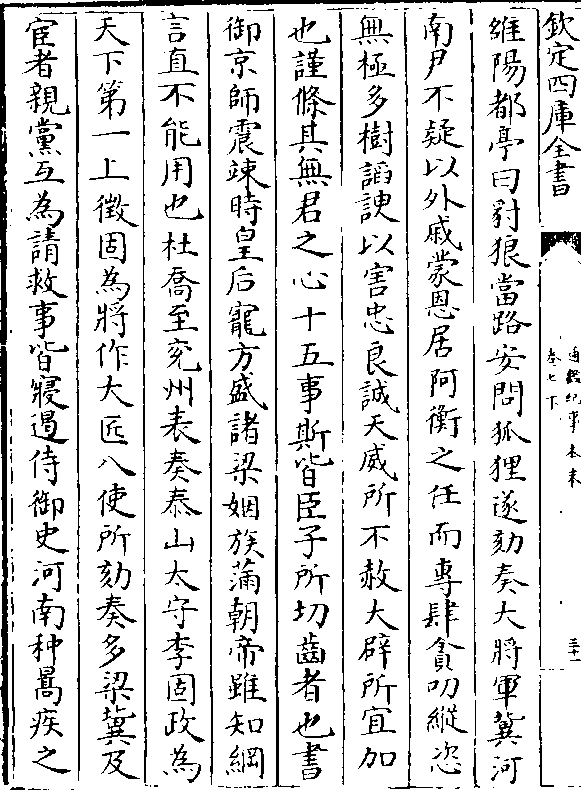 欽定四庫全書
通鑑紀事本末
卷七下
雒陽都亭曰豺狼當路安問狐狸遂劾奏大將軍冀河
南尹不疑以外戚蒙恩居阿衡之任而專肆貪叨縱恣
無極多樹諂諛以害忠良誠天威所不赦大辟所宜加
也謹條其無君之心十五事斯皆臣子所切齒者也書
御京師震竦時皇后寵方盛諸梁姻族滿朝帝雖知綱
言直不能用也杜喬至兖州表奏泰山太守李固政為
天下第一上徵固為將作大匠八使所劾奏多梁冀及
宦者親黨互為請救事皆寢遏侍御史河南种暠疾之